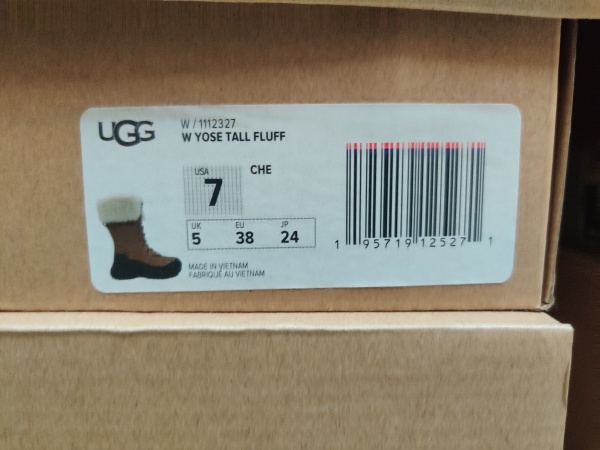 UGG
W / 1112327
W YOSE TALL FLUFF
USA
7
CHE
UK EU JP
5 38 24
MADE IN VIETNAM
FABRIQUÉ AU VIETNAM
1 95719 12527 1